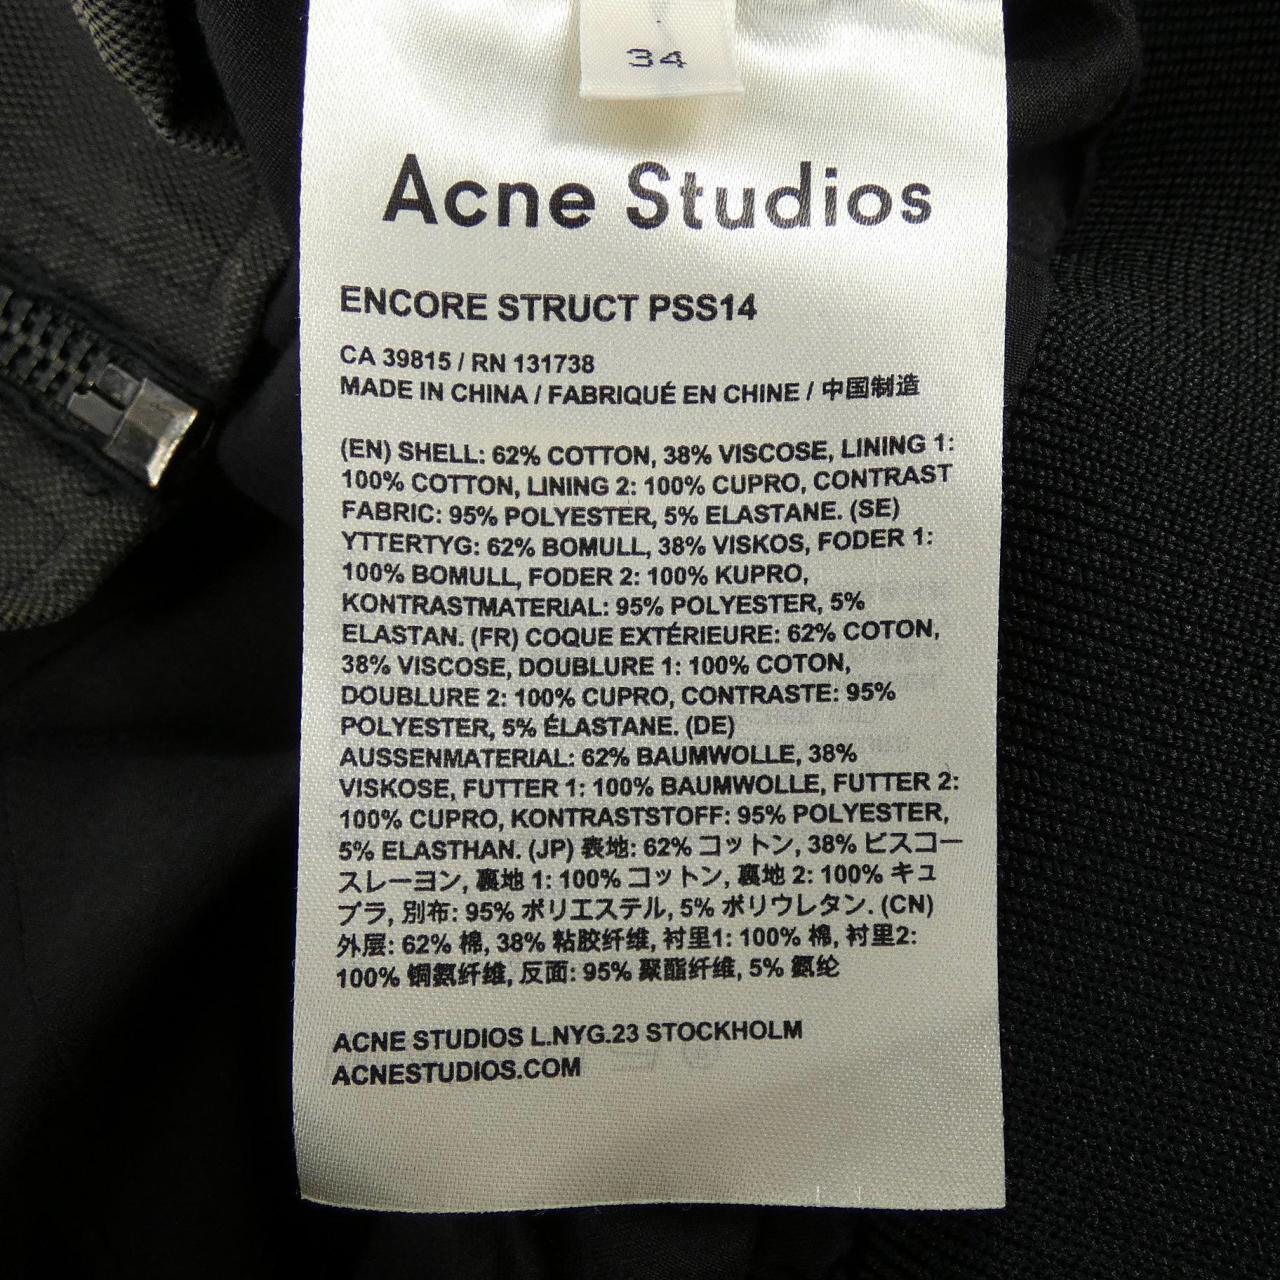 34
Acne Studios
ENCORE STRUCT PSS14
CA 39815 / RN 131738
MADE IN CHINA / FABRIQUÉ EN CHINE / 中国制造
(EN) SHELL: 62% COTTON, 38% VISCOSE, LINING 1:
100% COTTON, LINING 2: 100% CUPRO, CONTRAST
FABRIC: 95% POLYESTER, 5% ELASTANE. (SE)
YTTERTYG: 62% BOMULL, 38% VISKOS, FODER 1:
100% BOMULL, FODER 2: 100% KUPRO,
KONTRASTMATERIAL: 95% POLYESTER, 5%
ELASTAN. (FR) COQUE EXTÉRIEURE: 62% COTON,
38% VISCOSE, DOUBLURE 1: 100% COTON,
DOUBLURE 2: 100% CUPRO, CONTRASTE: 95%
POLYESTER, 5% ÉLASTANE. (DE)
AUSSENMATERIAL: 62% BAUMWOLLE, 38%
VISKOSE, FUTTER 1: 100% BAUMWOLLE, FUTTER 2:
100% CUPRO, KONTRASTSTOFF: 95% POLYESTER,
5% ELASTHAN. (JP) 表地: 62% コットン, 38% ビスコー
スレーヨン, 裏地 1: 100% コットン, 裏地 2: 100% キュ
プラ, 別布: 95% ポリエステル, 5% ポリウレタン. (CN)
外层: 62% 棉, 38% 粘胶纤维, 衬里1: 100% 棉, 衬里2:
100% 铜氨纤维, 反面: 95% 聚酯纤维, 5% 氨纶
ACNE STUDIOS L.NYG.23 STOCKHOLM
ACNESTUDIOS.COM